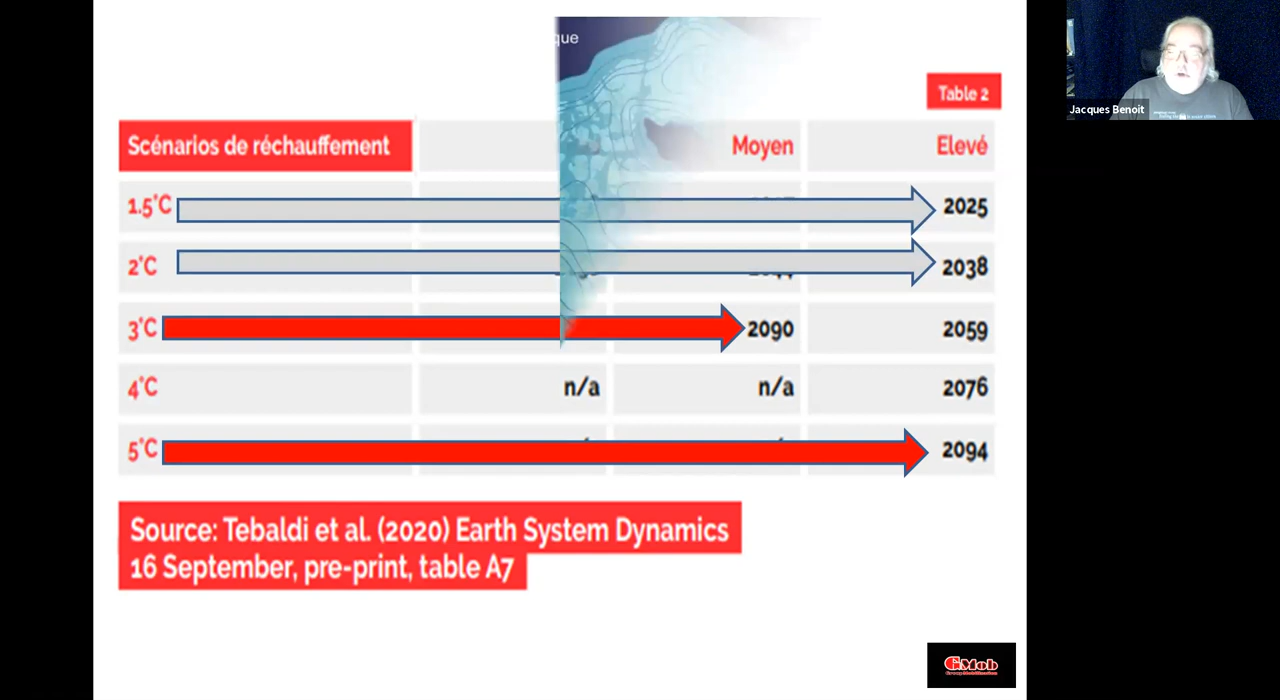 que
Table 2
Scénarios de réchauffement Moyen Elevé
1.5°C 2025
2°C 2038
3°C 2090 2059
4°C n/a n/a 2076
5°C 2094
Source: Tebaldi et al. (2020) Earth System Dynamics
16 September, pre-print, table A7
GMob
Jacques Benoit